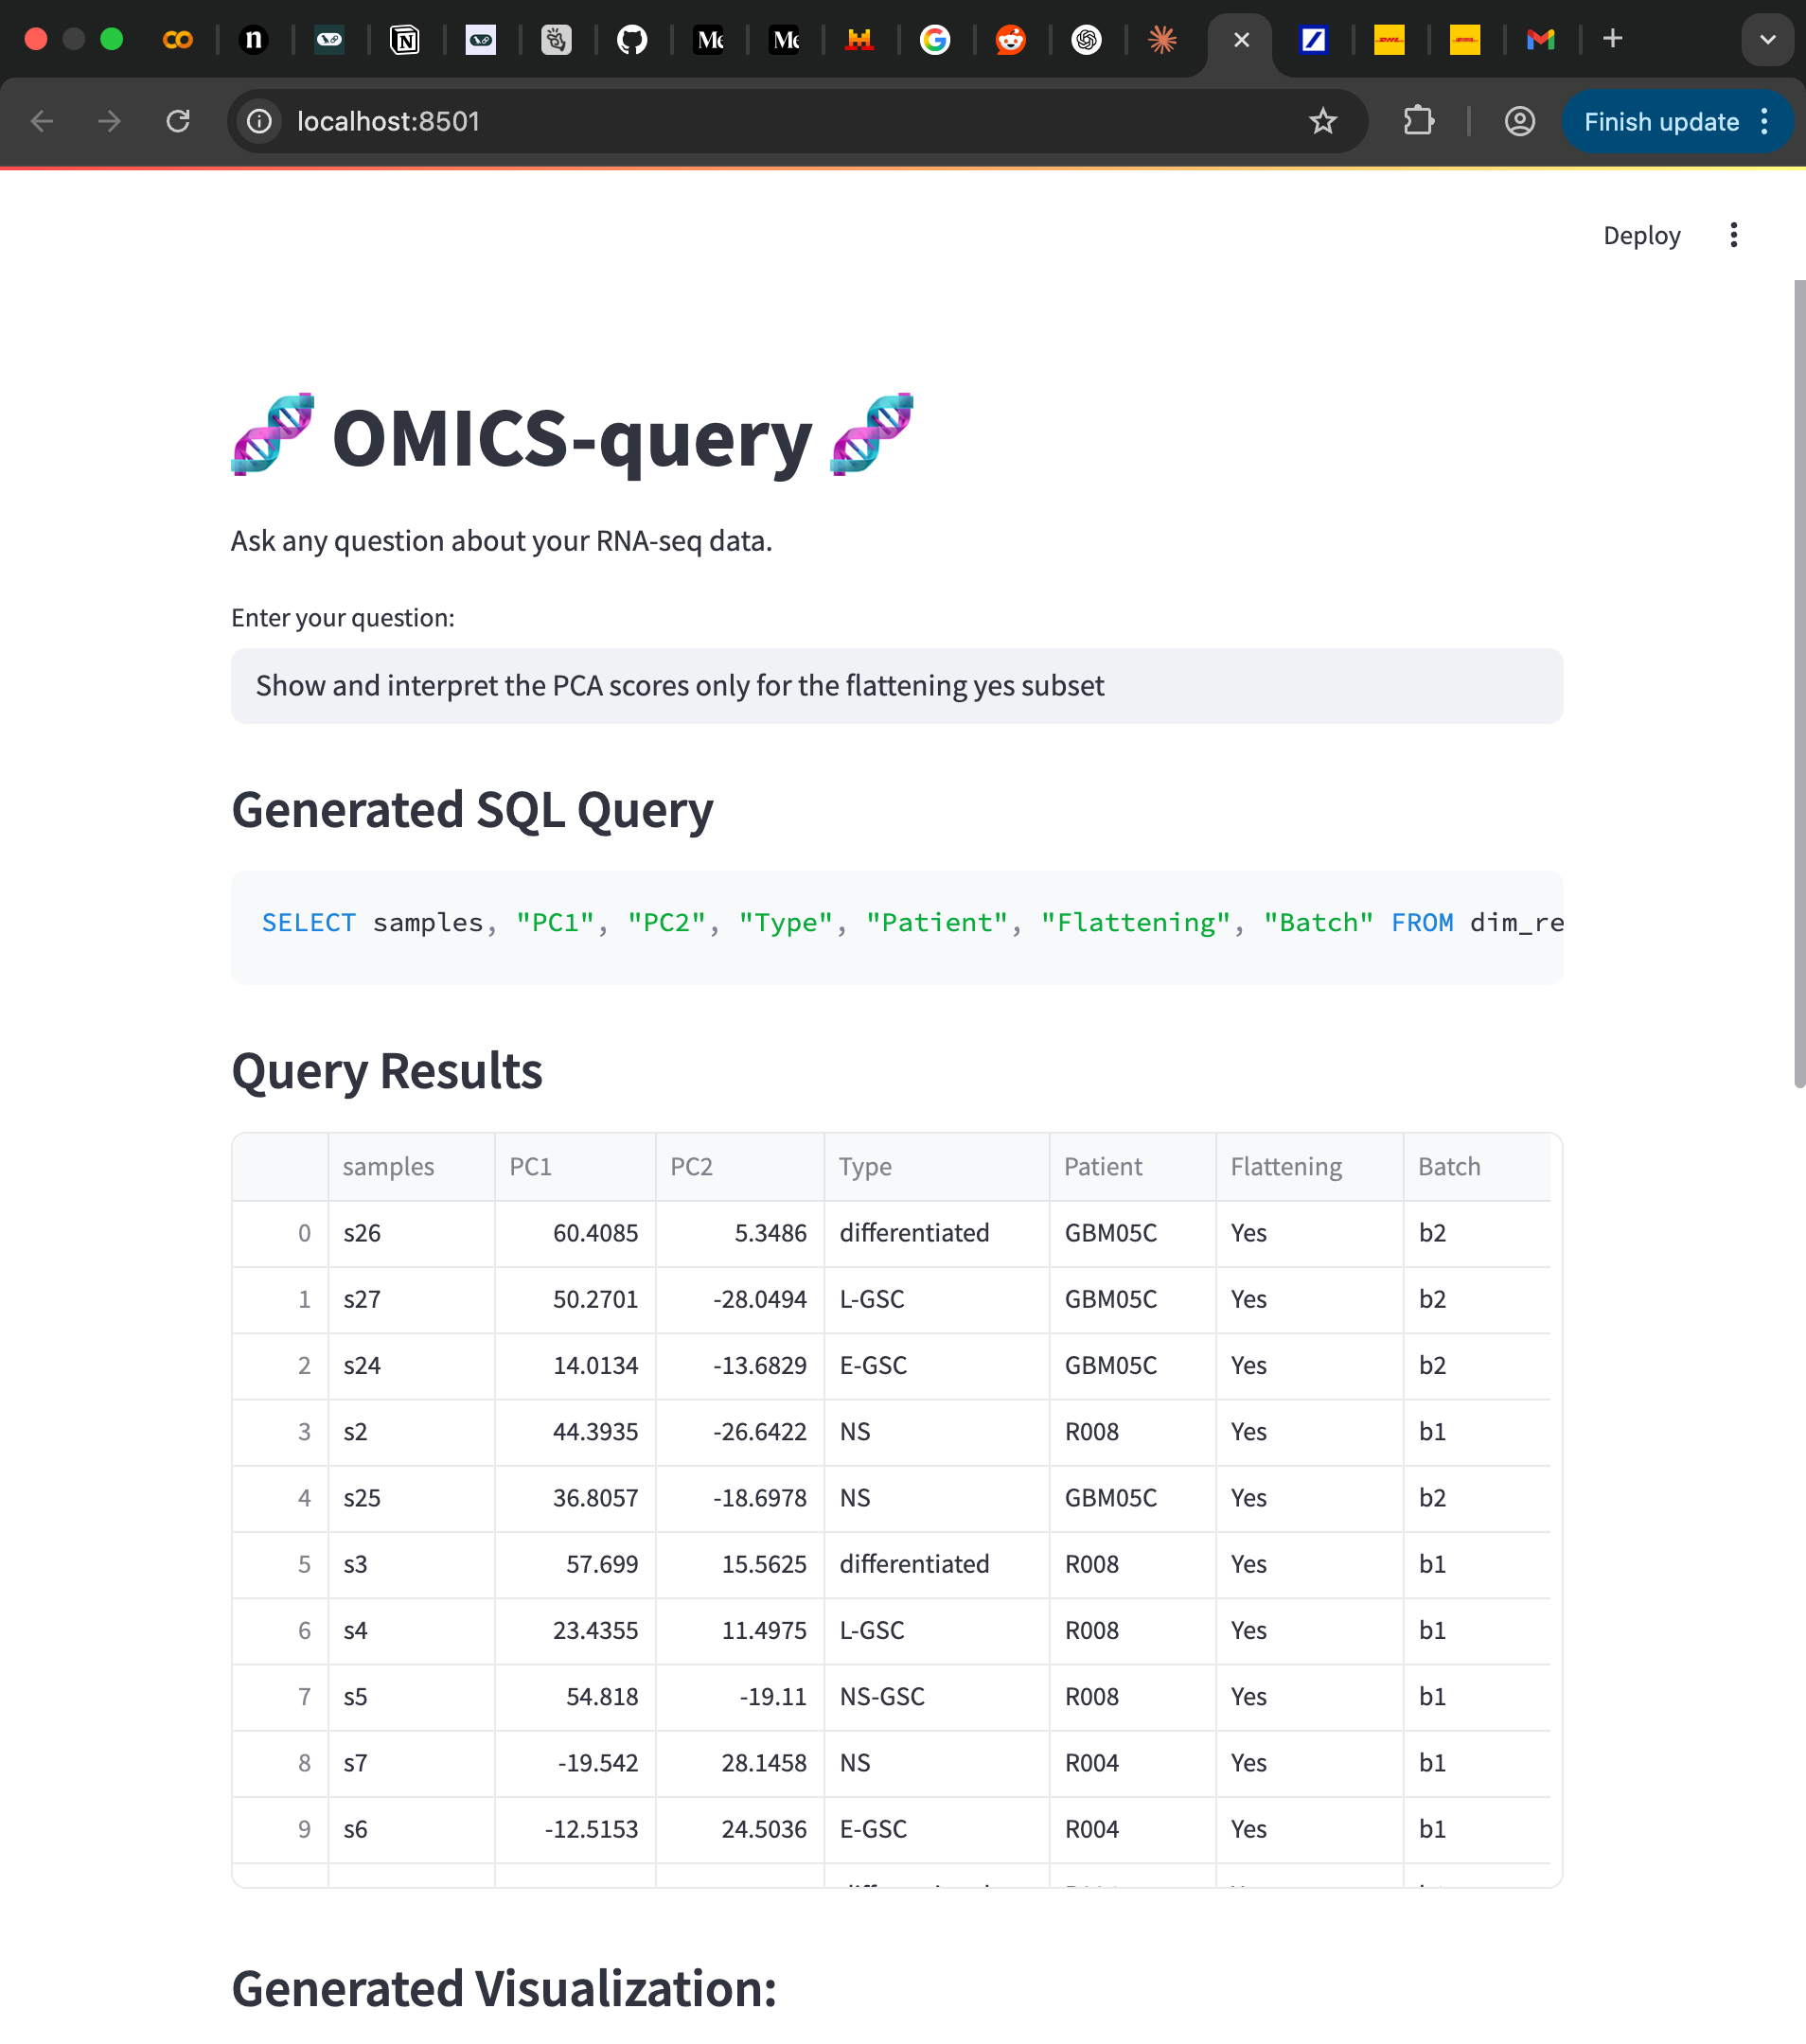 localhost:8501
Finish update
Deploy
OMICS-query
Ask any question about your RNA-seq data.
Enter your question:
Show and interpret the PCA scores only for the flattening yes subset
Generated SQL Query
SELECT samples, "PC1", "PC2", "Type", "Patient", "Flattening", "Batch" FROM dim_re
Query Results
samples PC1 PC2 Type Patient Flattening Batch
0 s26 60.4085 5.3486 differentiated GBM05C Yes b2
1 s27 50.2701 -28.0494 L-GSC GBM05C Yes b2
2 s24 14.0134 -13.6829 E-GSC GBM05C Yes b2
3 s2 44.3935 -26.6422 NS R008 Yes b1
4 s25 36.8057 -18.6978 NS GBM05C Yes b2
5 s3 57.699 15.5625 differentiated R008 Yes b1
6 s4 23.4355 11.4975 L-GSC R008 Yes b1
7 s5 54.818 -19.11 NS-GSC R008 Yes b1
8 s7 -19.542 28.1458 NS R004 Yes b1
9 s6 -12.5153 24.5036 E-GSC R004 Yes b1
Generated Visualization: